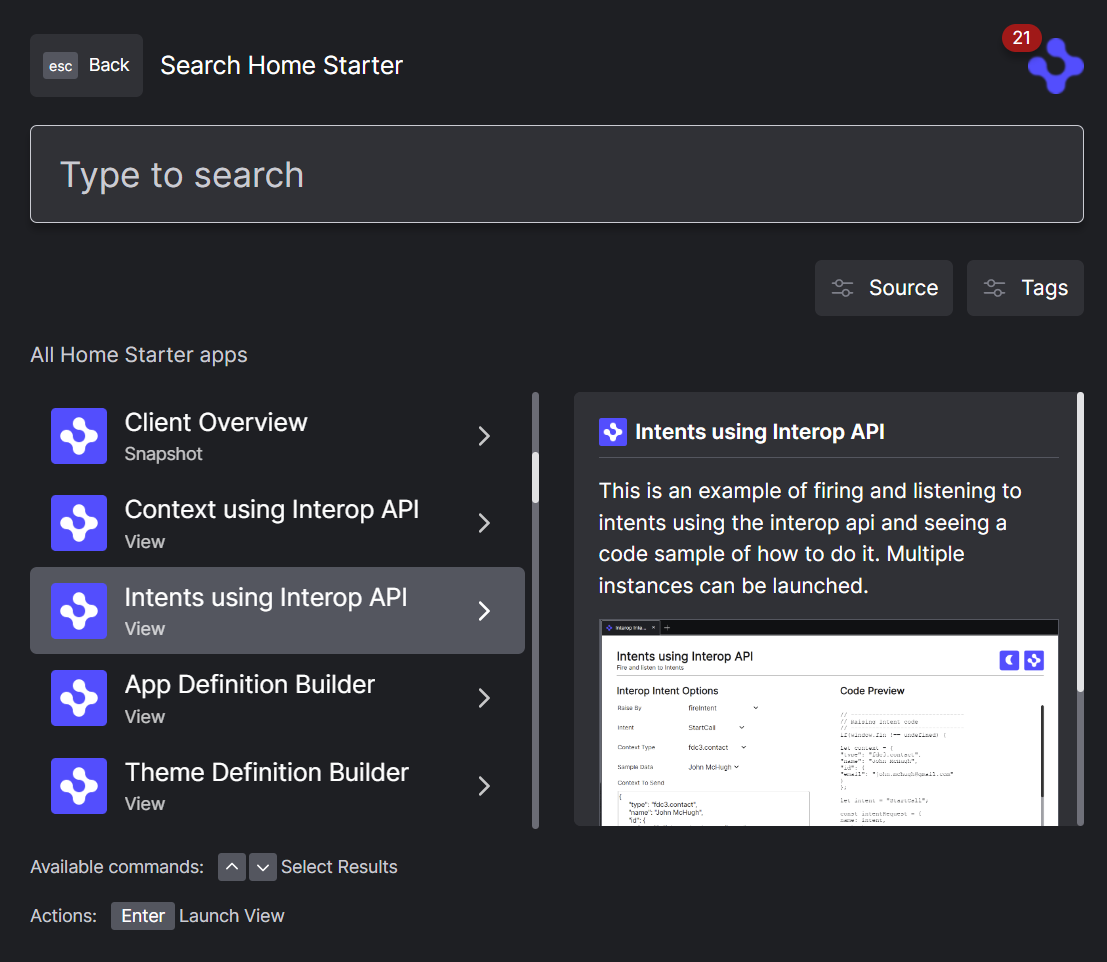 esc Back Search Home Starter
21
Type to search
Source Tags
All Home Starter apps
Client Overview
Snapshot
Context using Interop API
View
Intents using Interop API
View
App Definition Builder
View
Theme Definition Builder
View
Intents using Interop API
This is an example of firing and listening to
intents using the interop api and seeing a
code sample of how to do it. Multiple
instances can be launched.
Interop Inte...
Intents using Interop API
Fire and listen to Intents
Interop Intent Options
Raise By fireIntent
Intent StartCall
Context Type fdc3.contact
Sample Data John McHugh
Context To Send
{
"type": "fdc3.contact",
"name": "John McHugh",
"id": {
Code Preview
// Raising intent code
if(window.fin !== undefined) {
let context = {
"type": "fdc3.contact",
"name": "John McHugh",
"id": {
"email": "john.mchugh@gmail.com"
}
};
let intent = "StartCall";
const intentRequest = {
name: intent,
Available commands: Select Results
Actions: Enter Launch View